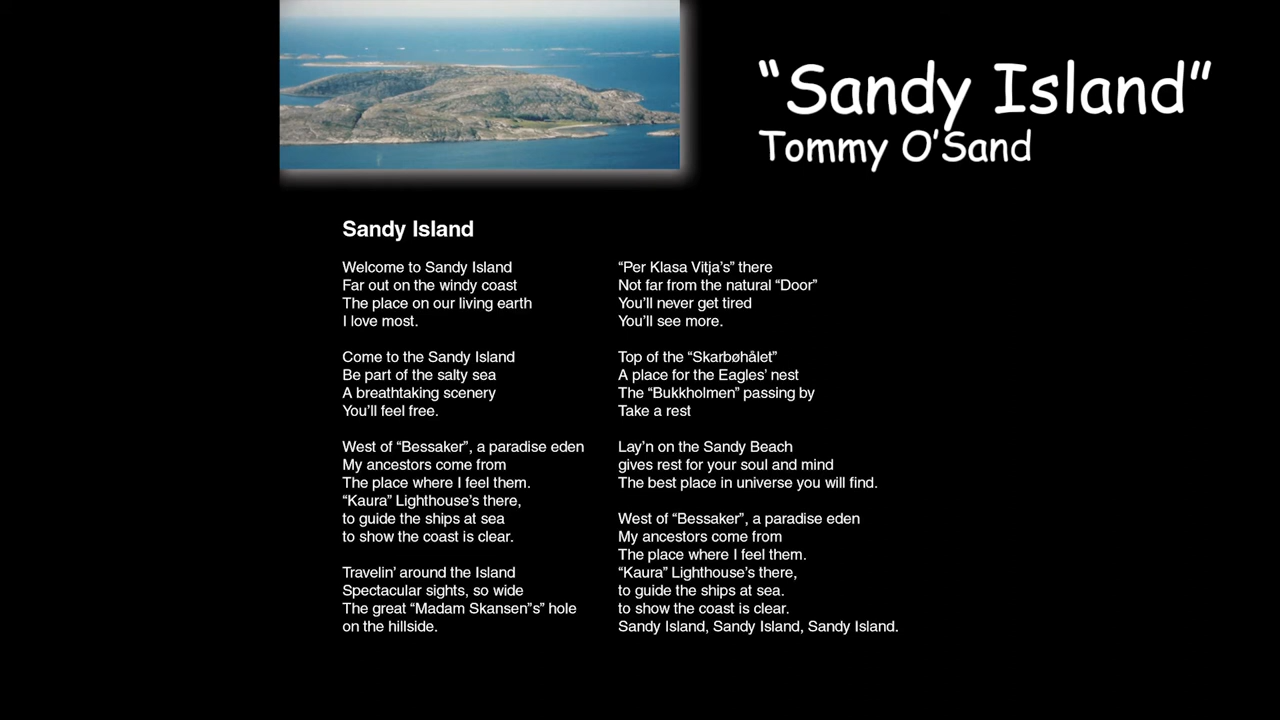 “Sandy Island”
Tommy O’Sand
Sandy Island
Welcome to Sandy Island
Far out on the windy coast
The place on our living earth
I love most.
Come to the Sandy Island
Be part of the salty sea
A breathtaking scenery
You’ll feel free.
West of “Bessaker”, a paradise eden
My ancestors come from
The place where I feel them.
“Kaura” Lighthouse’s there,
to guide the ships at sea
to show the coast is clear.
Travelin’ around the Island
Spectacular sights, so wide
The great “Madam Skansen”s” hole
on the hillside.
“Per Klasa Vitja’s” there
Not far from the natural “Door”
You’ll never get tired
You’ll see more.
Top of the “Skarbøhålet”
A place for the Eagles’ nest
The “Bukkholmen” passing by
Take a rest
Lay’n on the Sandy Beach
gives rest for your soul and mind
The best place in universe you will find.
West of “Bessaker”, a paradise eden
My ancestors come from
The place where I feel them.
“Kaura” Lighthouse’s there,
to guide the ships at sea.
to show the coast is clear.
Sandy Island, Sandy Island, Sandy Island.